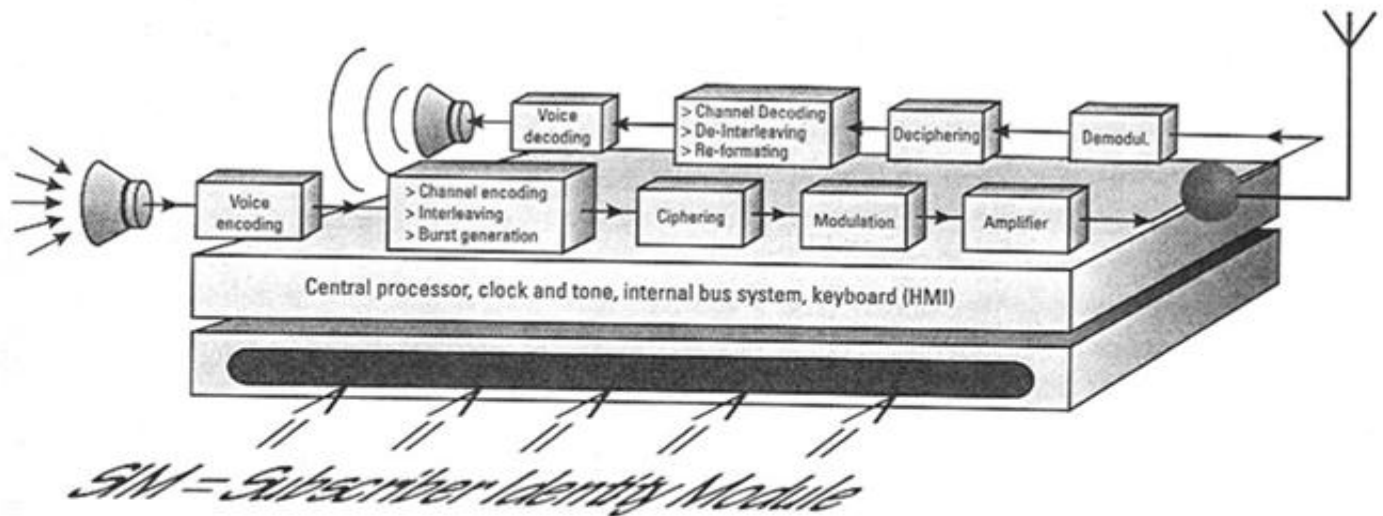 Voice
decoding
> Channel Decoding
> De-Interleaving
> Re-formating
Deciphering
Demodul.
Voice
encoding
> Channel encoding
> Interleaving
> Burst generation
Ciphering
Modulation
Amplifier
Central processor, clock and tone, internal bus system, keyboard (HMI)
SIM = Subscriber Identity Module